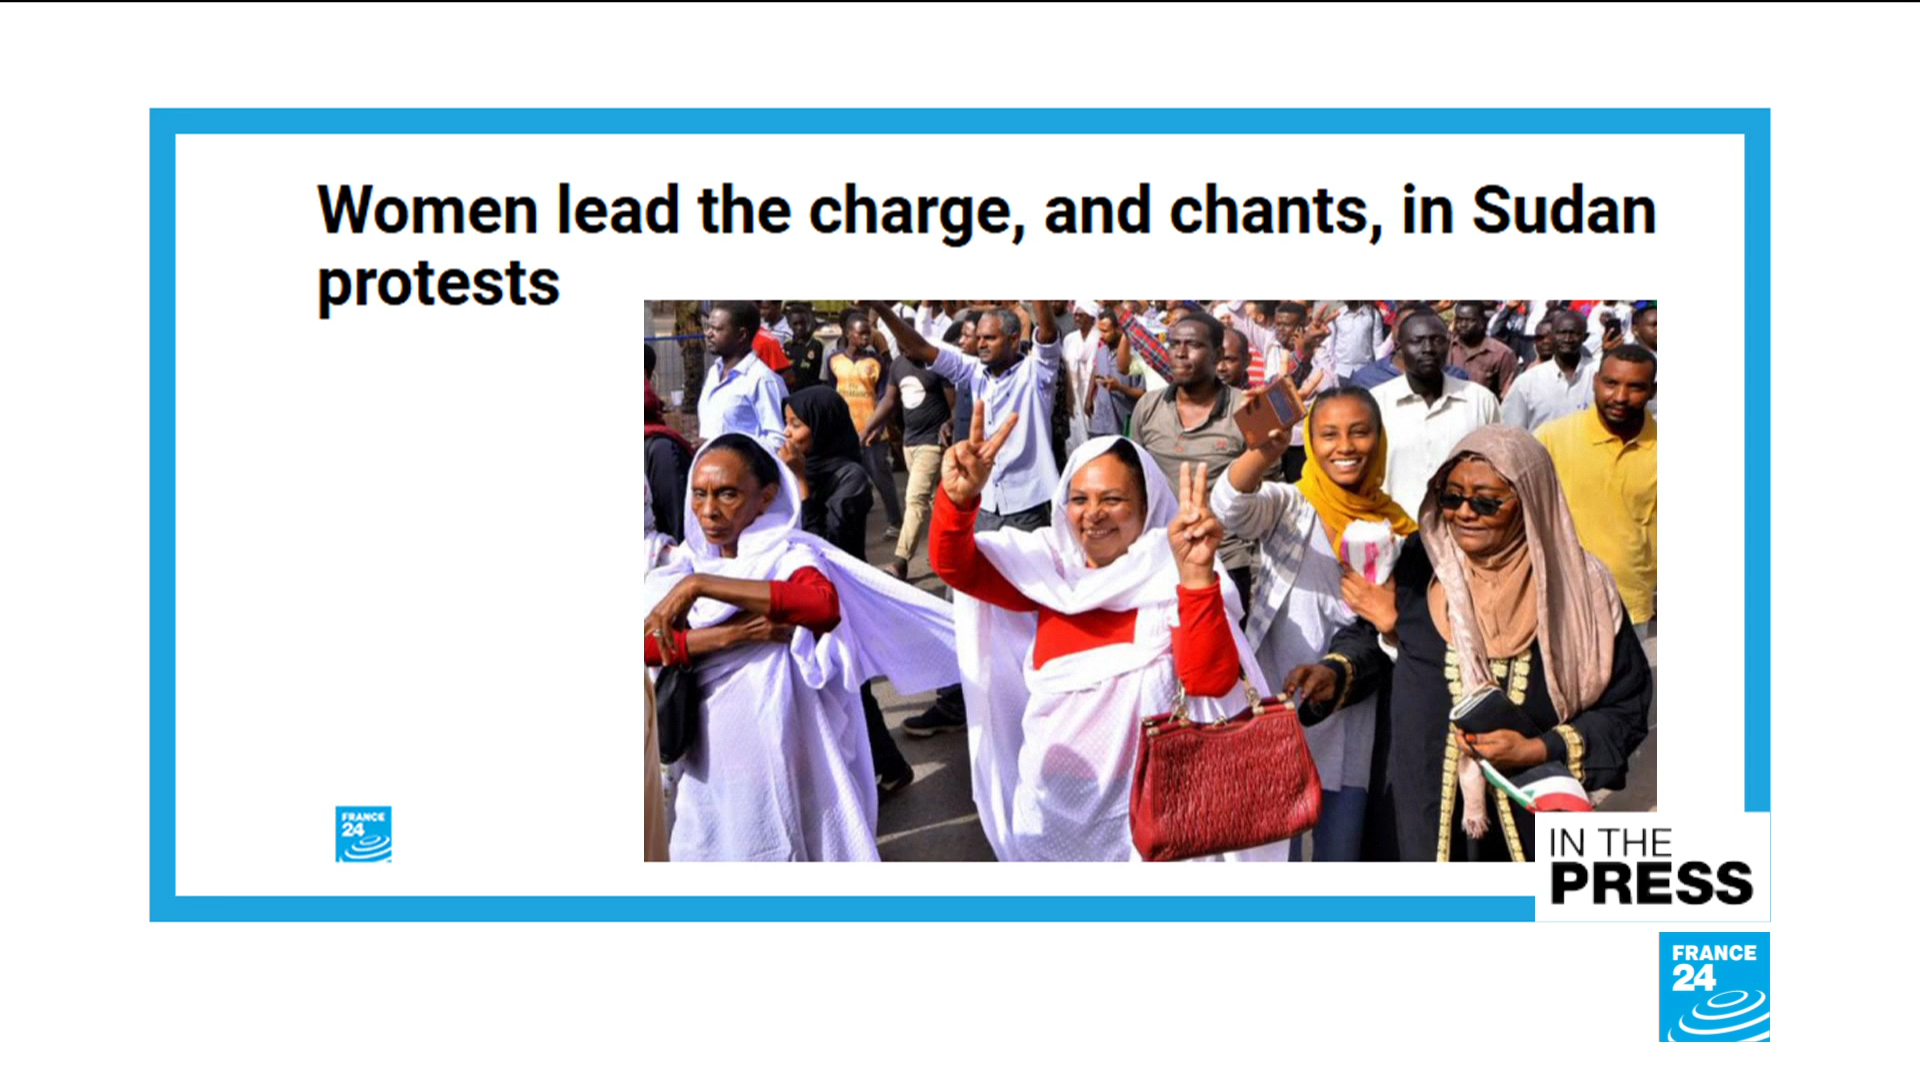 Women lead the charge, and chants, in Sudan
protests
FRANCE
24
IN THE
PRESS
FRANCE
24